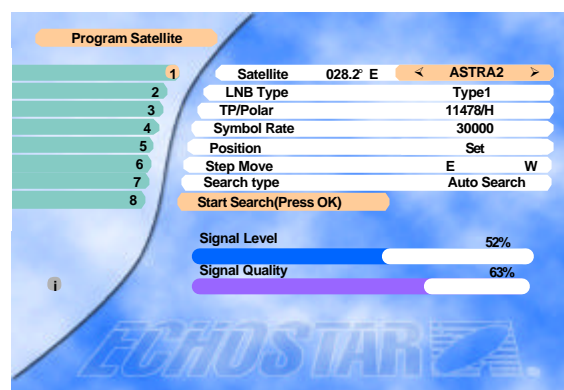 Program Satellite
1
2
3
4
5
6
7
8
Satellite 028.2° E ASTRA2
LNB Type Type1
TP/Polar 11478/H
Symbol Rate 30000
Position Set
Step Move E W
Search type Auto Search
Start Search(Press OK)
Signal Level 52%
Signal Quality 63%
i
ECHOSTAR